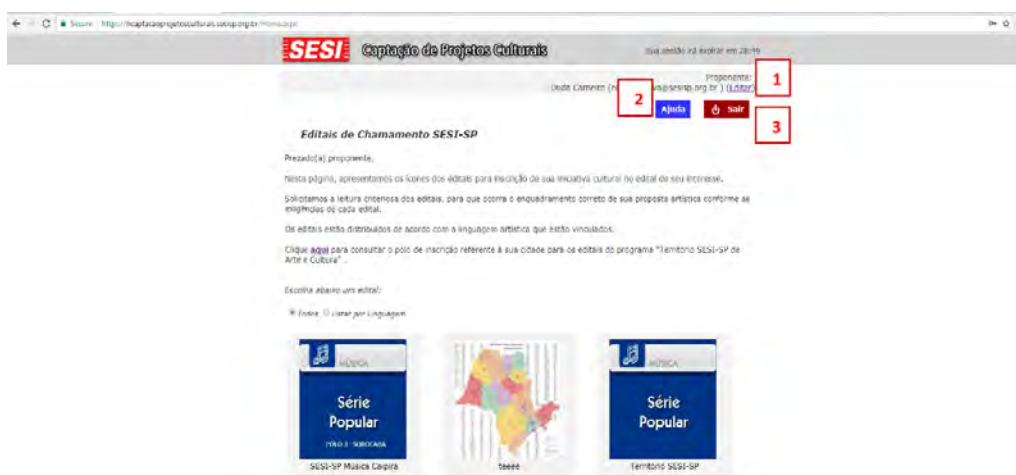 Secure
SESI Captação de Projetos Culturais Sua sessão irá expirar em 28:49
Proponente: 1
(Editar)
2 Ajuda Sair 3
Editais de Chamamento SESI-SP
Prezado(a) proponente,
Nesta página, apresentamos os ícones dos editais para inscrição de sua iniciativa cultural no edital de seu interesse.
Solicitamos a leitura criteriosa dos editais, para que ocorra o enquadramento correto de sua proposta artística conforme as
exigências de cada edital.
Os editais estão distribuídos de acordo com a linguagem artística que estão vinculados.
Clique aqui para consultar o polo de inscrição referente à sua cidade para os editais do programa "Território SESI-SP de
Arte e Cultura" .
Escolha abaixo um edital:
Listar por Linguagem
MÚSICA
Série
Popular
POLO 3 - SOROCABA
SESI-SP Música Caipira
teeee
MÚSICA
Série
Popular
Território SESI-SP